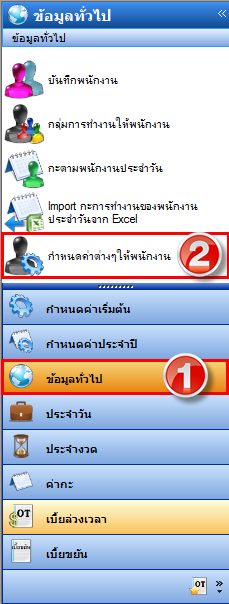 ข้อมูลทั่วไป «
ข้อมูลทั่วไป
บันทึกพนักงาน
กลุ่มการทำงานให้พนักงาน
กะตามพนักงานประจำวัน
Import กะการทำงานของพนักงาน
ประจำวันจาก Excel
กำหนดค่าต่างๆให้พนักงาน 2
กำหนดค่าเริ่มต้น
กำหนดค่าประจำปี
ข้อมูลทั่วไป 1
ประจำวัน
ประจำงวด
ค่ากะ
OT เบี้ยล่วงเวลา
เบี้ยขยัน เบี้ยขยัน
OT »